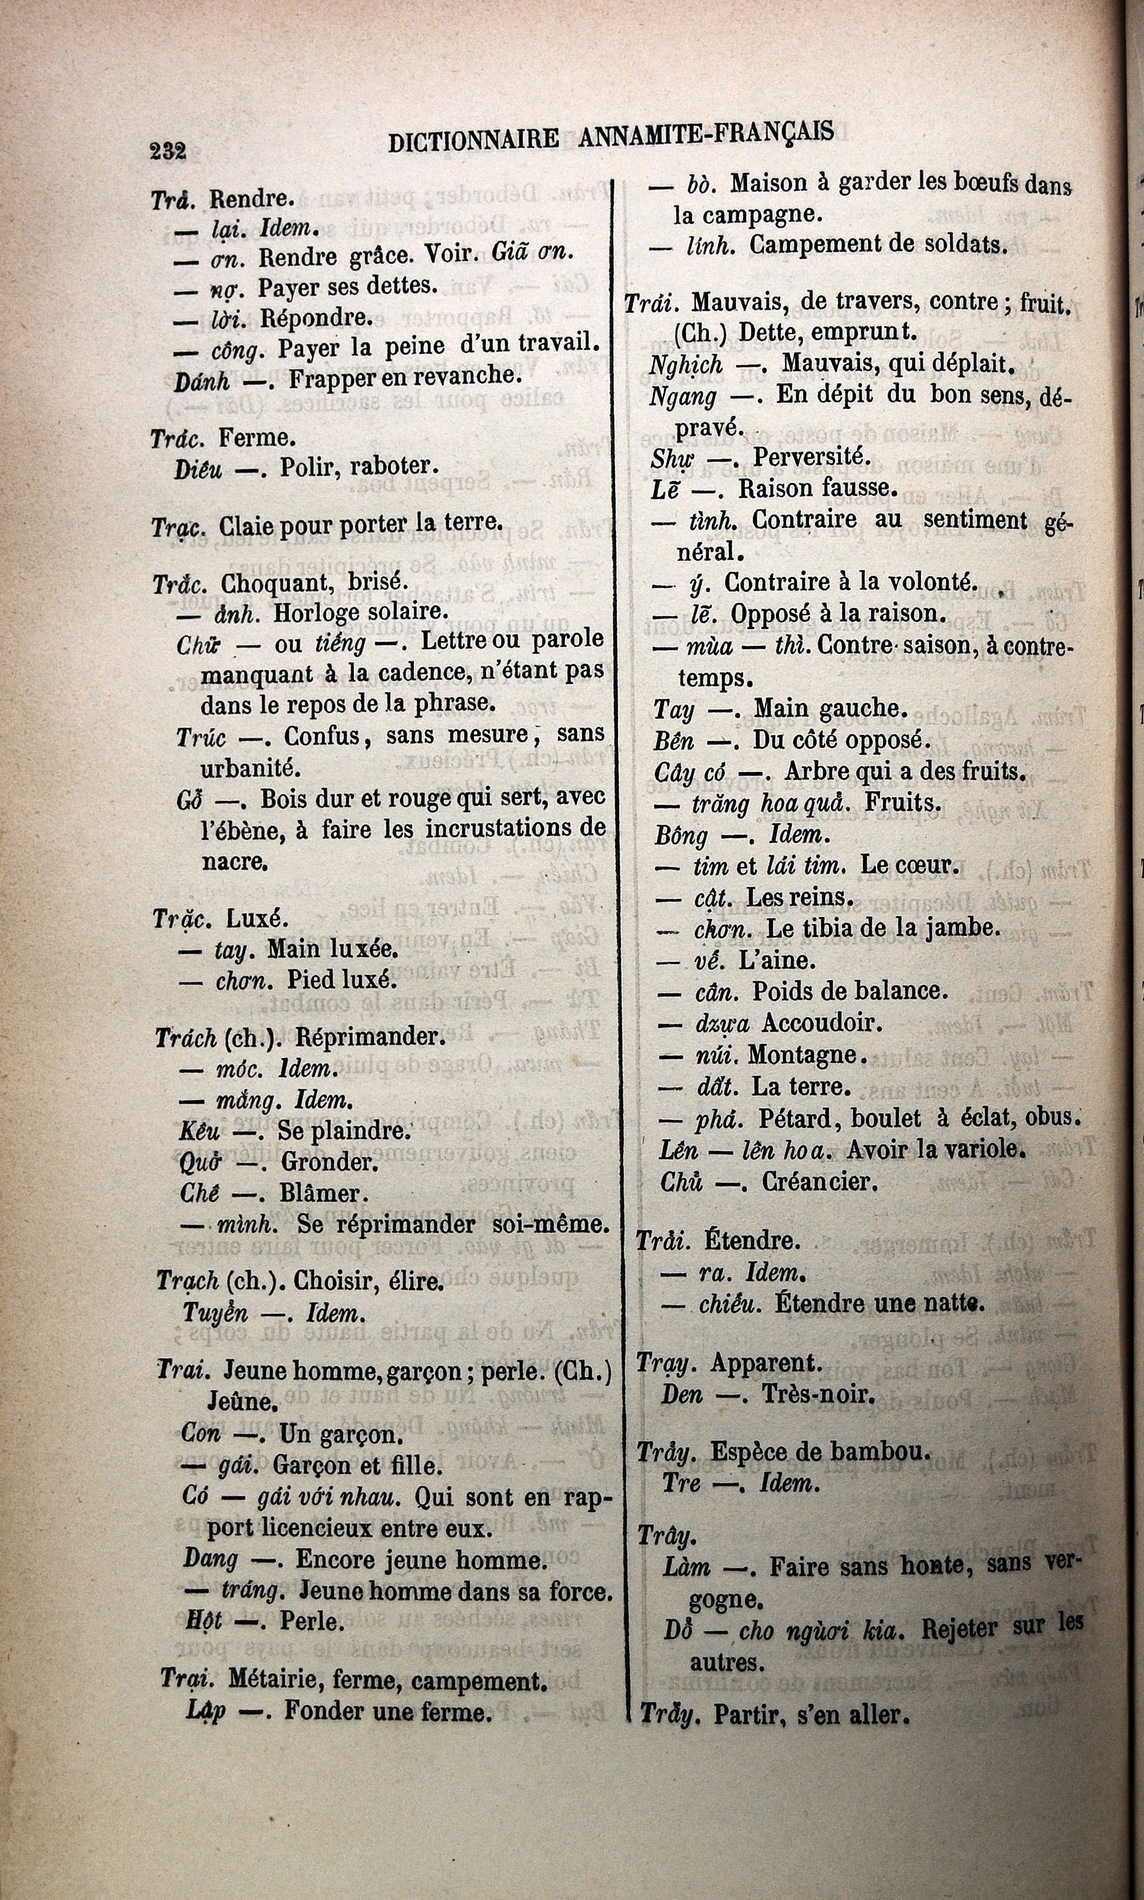 232
DICTIONNAIRE ANNAMITE-FRANÇAIS
Trả. Rendre.
— lại. Idem.
— ơn. Rendre grâce. Voir. Giã ơn.
— nợ. Payer ses dettes.
— lời. Répondre.
— công. Payer la peine d'un travail.
Dánh —. Frapper en revanche.
Trác. Ferme.
Diêu —. Polir, raboter.
Trạc. Claie pour porter la terre.
Trắc. Choquant, brisé.
— ảnh. Horloge solaire.
Chữ — ou tiếng —. Lettre ou parole
manquant à la cadence, n'étant pas
dans le repos de la phrase.
Trúc —. Confus, sans mesure, sans
urbanité.
Gỗ —. Bois dur et rouge qui sert, avec
l'ébène, à faire les incrustations de
nacre.
Trặc. Luxé.
— tay. Main luxée.
— chơn. Pied luxé.
Trách (ch.). Réprimander.
— móc. Idem.
— mắng. Idem.
Kêu —. Se plaindre.
Quở —. Gronder.
Chê —. Blâmer.
— mình. Se réprimander soi-même.
Trạch (ch.). Choisir, élire.
Tuyển —. Idem.
Trai. Jeune homme, garçon; perle. (Ch.)
Jeûne.
Con —. Un garçon.
— gái. Garçon et fille.
Có — gái với nhau. Qui sont en rap-
port licencieux entre eux.
Dang —. Encore jeune homme.
— tráng. Jeune homme dans sa force.
Hột —. Perle.
Trại. Métairie, ferme, campement.
Lập —. Fonder une ferme.
— bò. Maison à garder les bœufs dans
la campagne.
— lính. Campement de soldats.
Trái. Mauvais, de travers, contre; fruit.
(Ch.) Dette, emprunt.
Nghịch —. Mauvais, qui déplait.
Ngang —. En dépit du bon sens, dé-
pravé.
Shự —. Perversité.
Lẽ —. Raison fausse.
— tình. Contraire au sentiment gé-
néral.
— ý. Contraire à la volonté.
— lẽ. Opposé à la raison.
— mùa — thì. Contre-saison, à contre-
temps.
Tay —. Main gauche.
Bên —. Du côté opposé.
Cây có —. Arbre qui a des fruits.
— trăng hoa quả. Fruits.
Bông —. Idem.
— tim et lái tim. Le cœur.
— cật. Les reins.
— chơn. Le tibia de la jambe.
— vế. L'aine.
— cân. Poids de balance.
— dzựa Accoudoir.
— núi. Montagne.
— đất. La terre.
— phá. Pétard, boulet à éclat, obus.
Lên — lên hoa. Avoir la variole.
Chủ —. Créancier.
Trải. Étendre.
— ra. Idem.
— chiếu. Étendre une natte.
Trạy. Apparent.
Den —. Très-noir.
Trảy. Espèce de bambou.
Tre —. Idem.
Trây.
Làm —. Faire sans honte, sans ver-
gogne.
Dổ — cho ngùơi kia. Rejeter sur les
autres.
Trẩy. Partir, s'en aller.